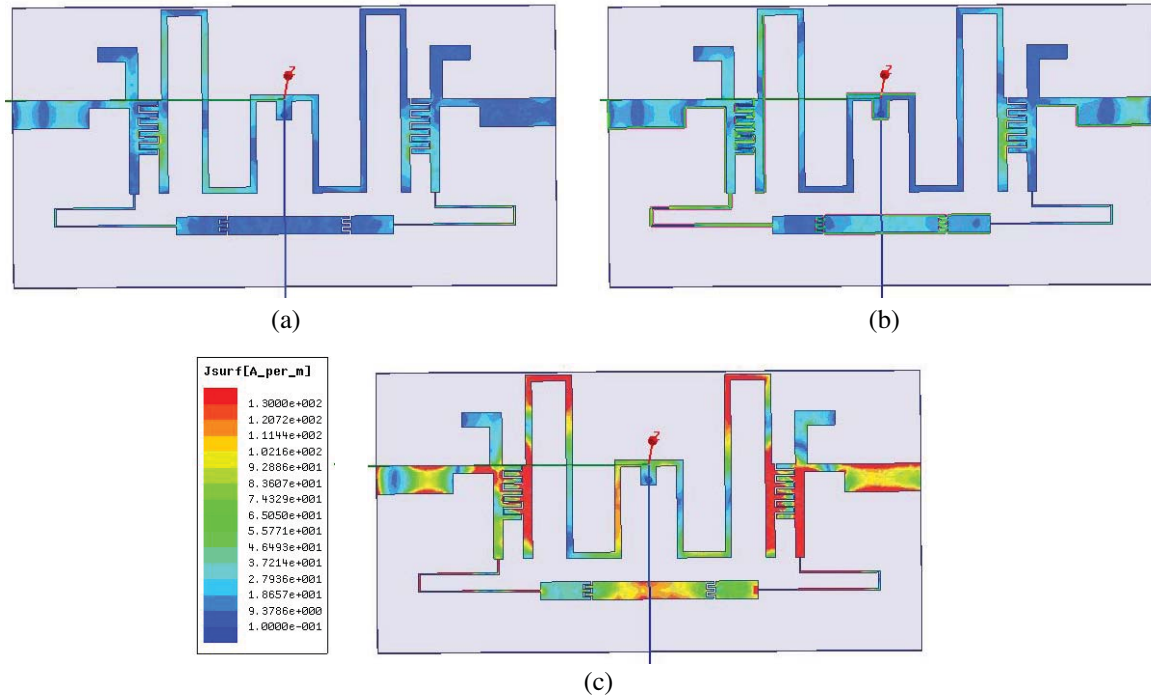 Z
Z
(a)
(b)
Jsurf[A_per_m]
1.3000e+002
1.2072e+002
1.1144e+002
1.0216e+002
9.2886e+001
8.3607e+001
7.4329e+001
6.5050e+001
5.5771e+001
4.6493e+001
3.7214e+001
2.7936e+001
1.8657e+001
9.3786e+000
1.0000e-001
Z
(c)